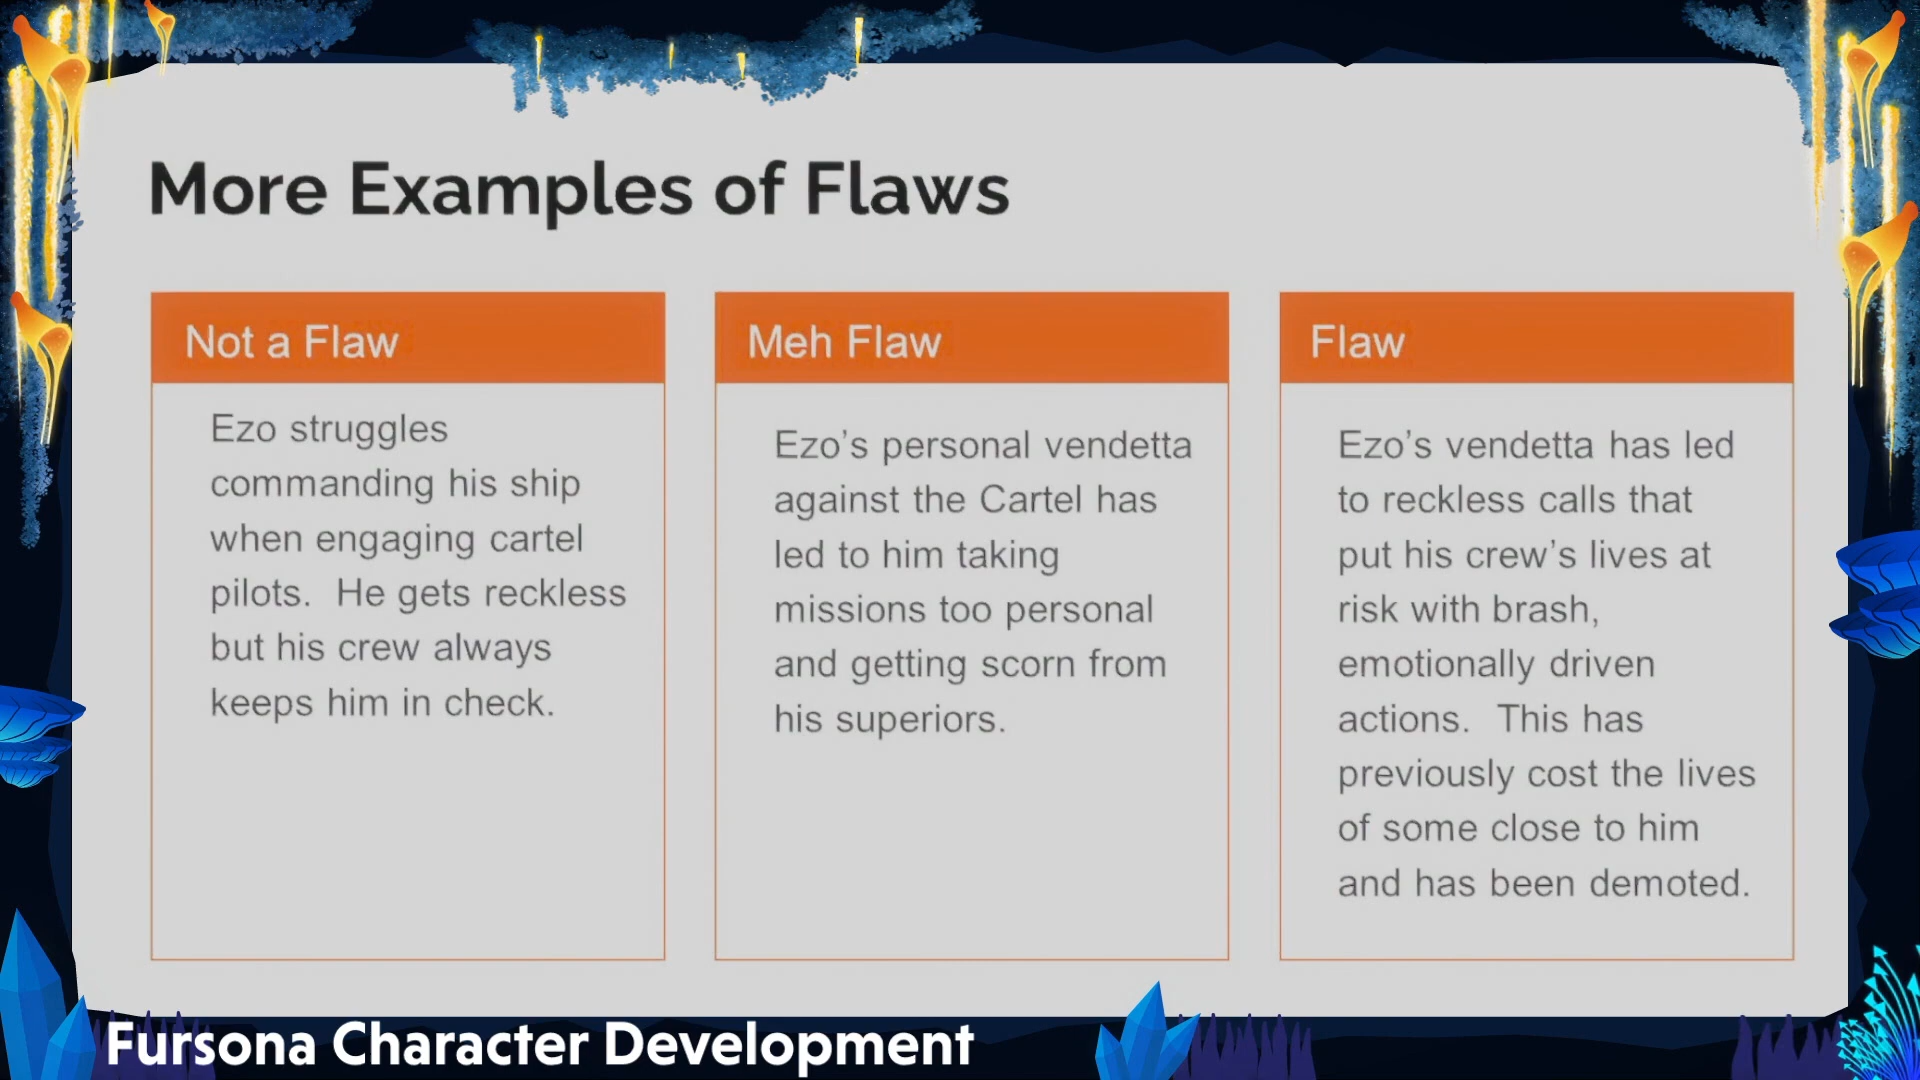 More Examples of Flaws
Not a Flaw
Ezo struggles
commanding his ship
when engaging cartel
pilots.  He gets reckless
but his crew always
keeps him in check.
Meh Flaw
Ezo’s personal vendetta
against the Cartel has
led to him taking
missions too personal
and getting scorn from
his superiors.
Flaw
Ezo’s vendetta has led
to reckless calls that
put his crew’s lives at
risk with brash,
emotionally driven
actions.  This has
previously cost the lives
of some close to him
and has been demoted.
Fursona Character Development